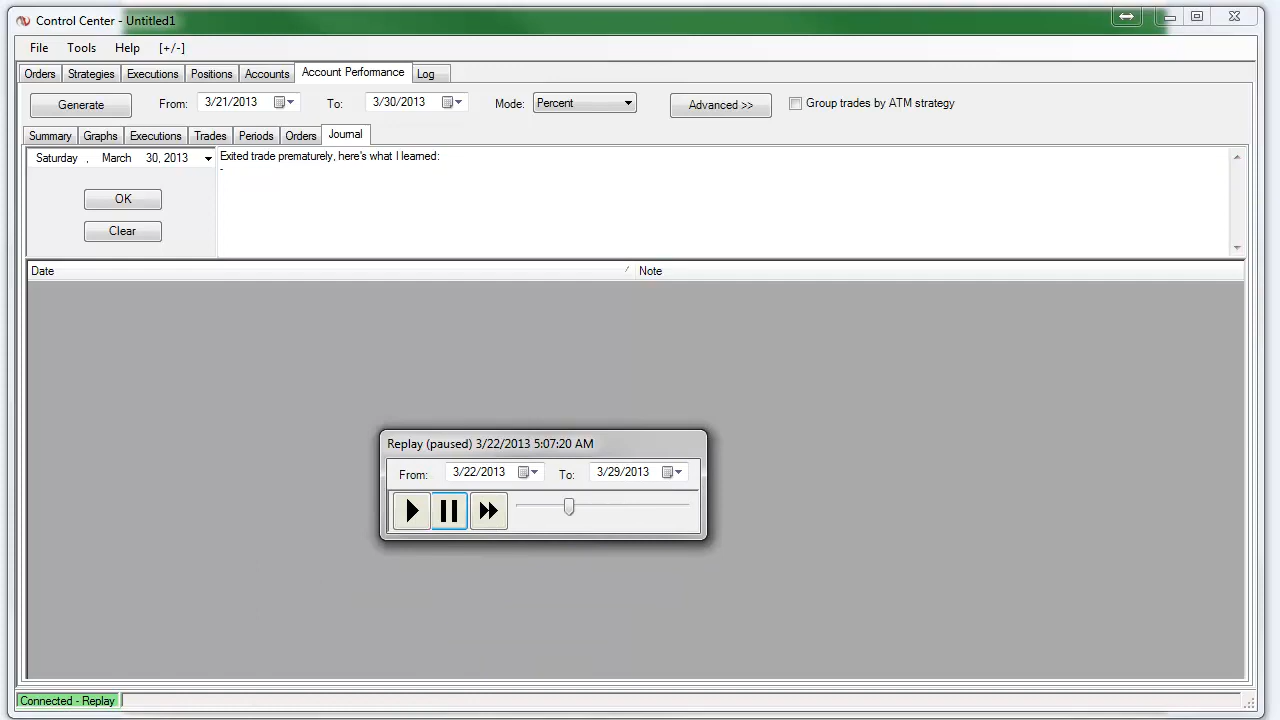 Control Center - Untitled1
File Tools Help [+/-]
Orders Strategies Executions Positions Accounts Account Performance Log
Generate From: 3/21/2013 To: 3/30/2013 Mode: Percent Advanced >> Group trades by ATM strategy
Summary Graphs Executions Trades Periods Orders Journal
Saturday , March 30, 2013
Exited trade prematurely, here's what I learned:
-
OK
Clear
Date Note
Replay (paused) 3/22/2013 5:07:20 AM
From: 3/22/2013 To: 3/29/2013
Connected - Replay